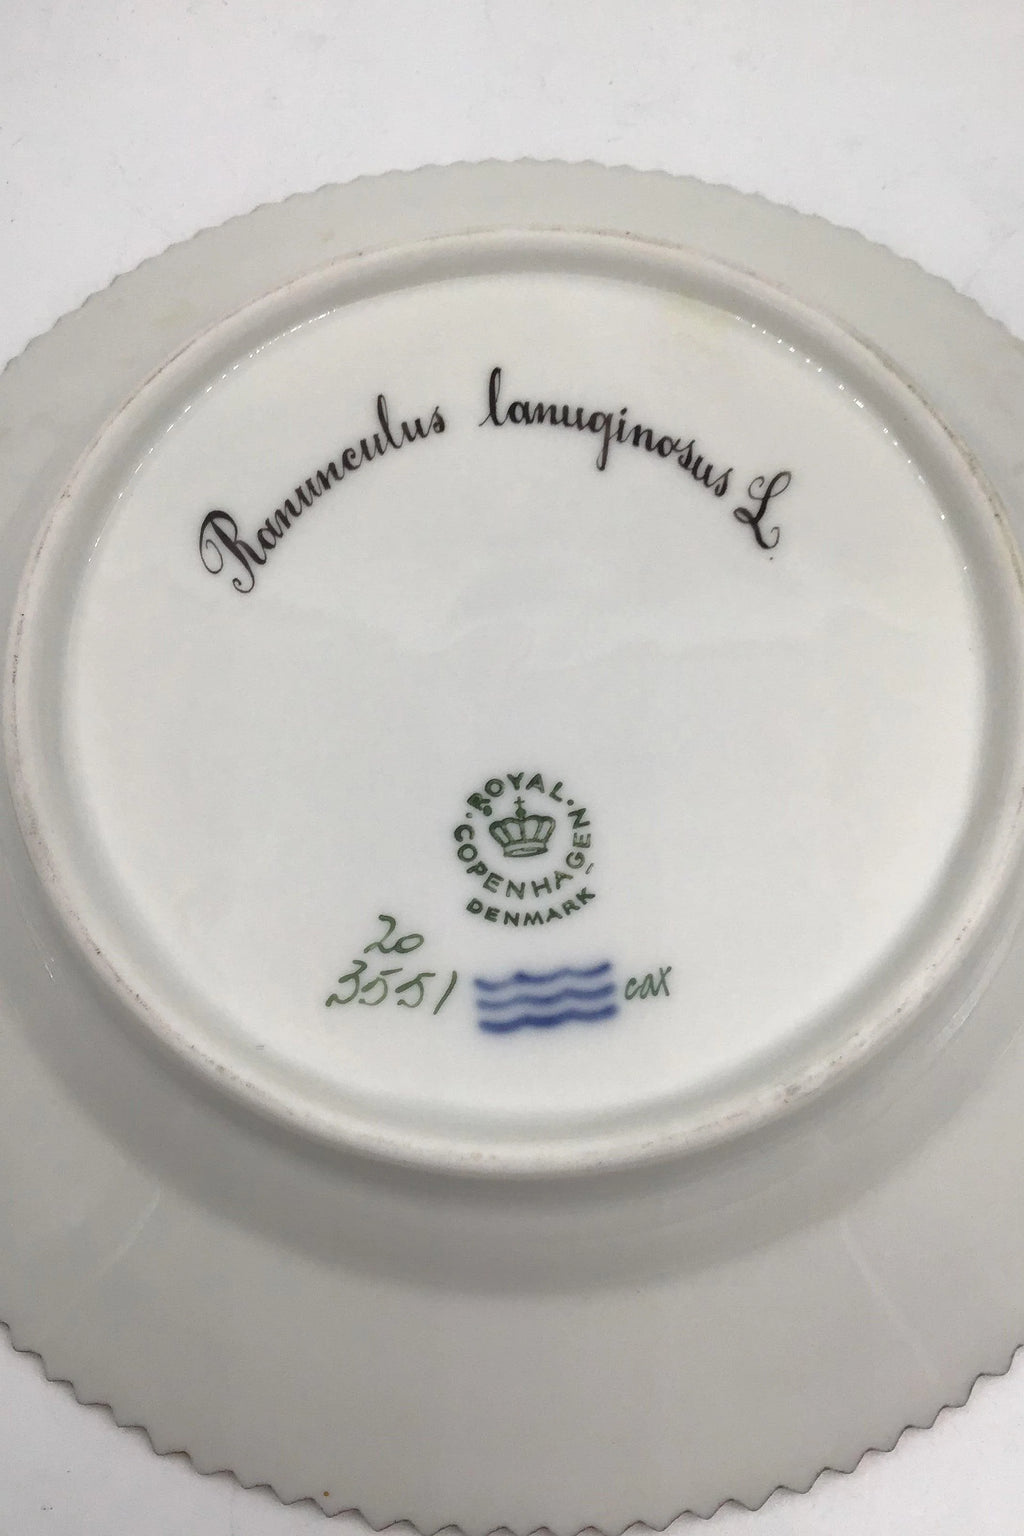 Ranunculus lanuginosus L.
ROYAL
COPENHAGEN
DENMARK
20
3551
cax